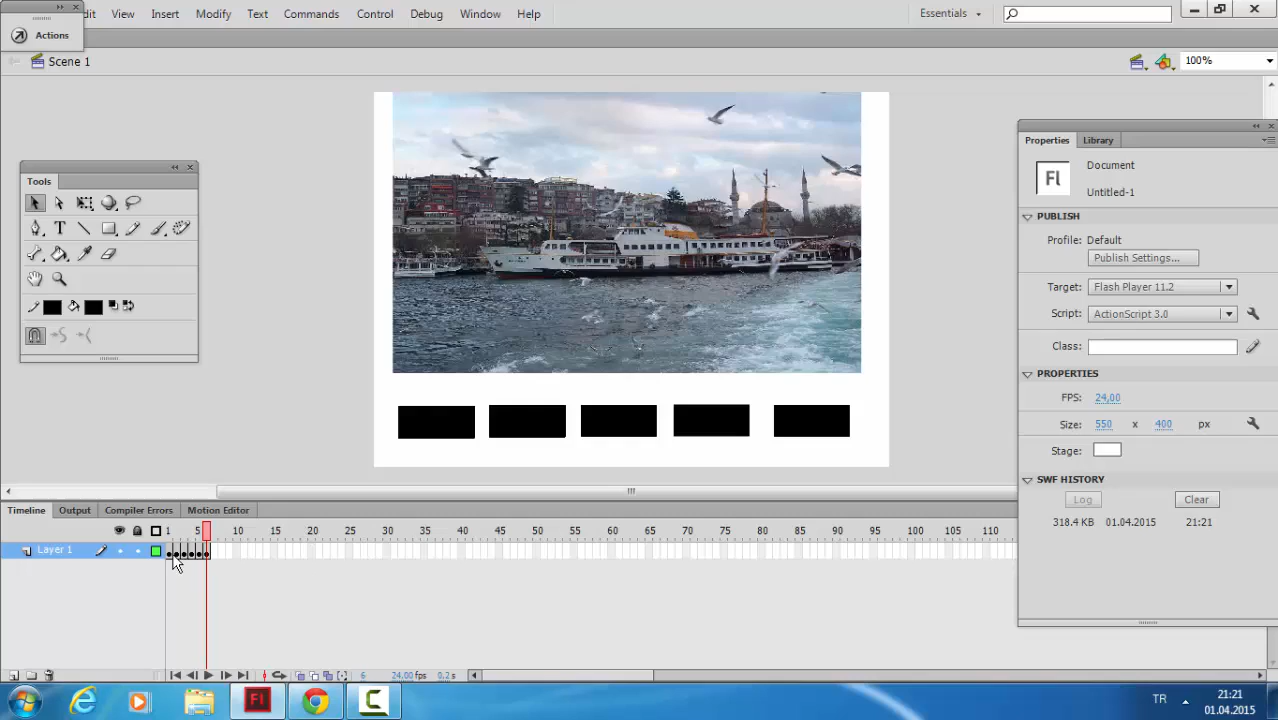 dit View Insert Modify Text Commands Control Debug Window Help Essentials
Actions
Scene 1 100%
Properties Library
Document
Fl Untitled-1
Tools
PUBLISH
Profile: Default
Publish Settings...
Target: Flash Player 11.2
Script: ActionScript 3.0
Class:
PROPERTIES
FPS: 24,00
Size: 550 x 400 px
Stage:
SWF HISTORY
Log Clear
318.4 KB 01.04.2015 21:21
Timeline Output Compiler Errors Motion Editor
1 5 10 15 20 25 30 35 40 45 50 55 60 65 70 75 80 85 90 95 100 105 110
Layer 1
6 24,00 fps 0.2 s
Fl TR 21:21
01.04.2015